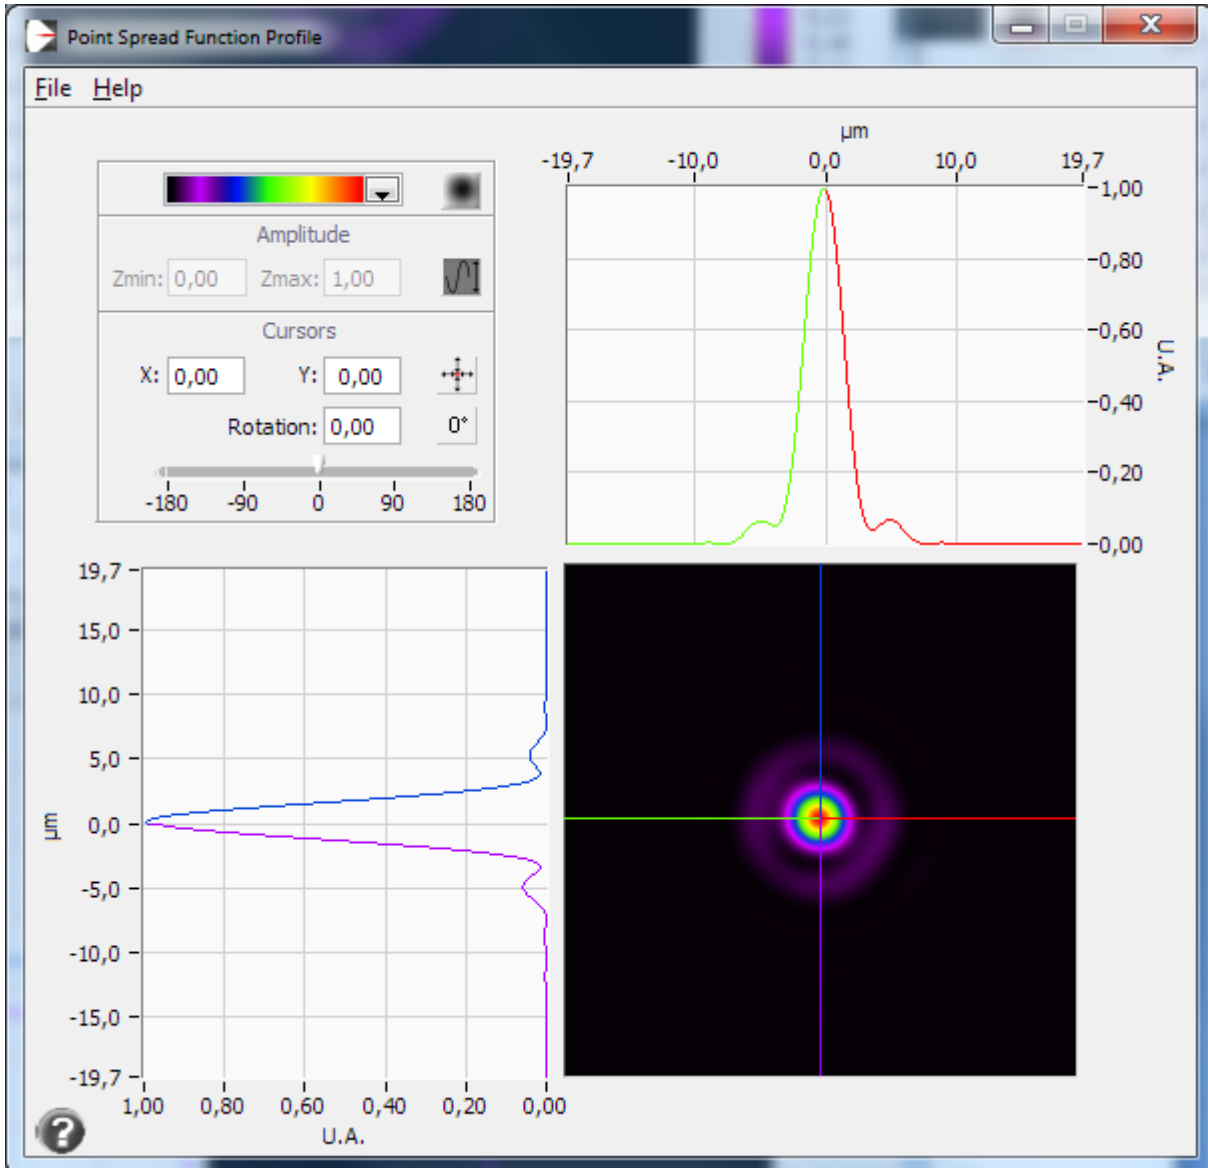 Point Spread Function Profile
File Help
Amplitude
Zmin: 0,00 Zmax: 1,00
Cursors
X: 0,00 Y: 0,00
Rotation: 0,00 0°
-180 -90 0 90 180
µm
-19,7 -10,0 0,0 10,0 19,7
1,00
0,80
0,60
0,40
0,20
0,00
U.A.
19,7
15,0
10,0
5,0
0,0
-5,0
-10,0
-15,0
-19,7
µm
1,00 0,80 0,60 0,40 0,20 0,00
U.A.
?